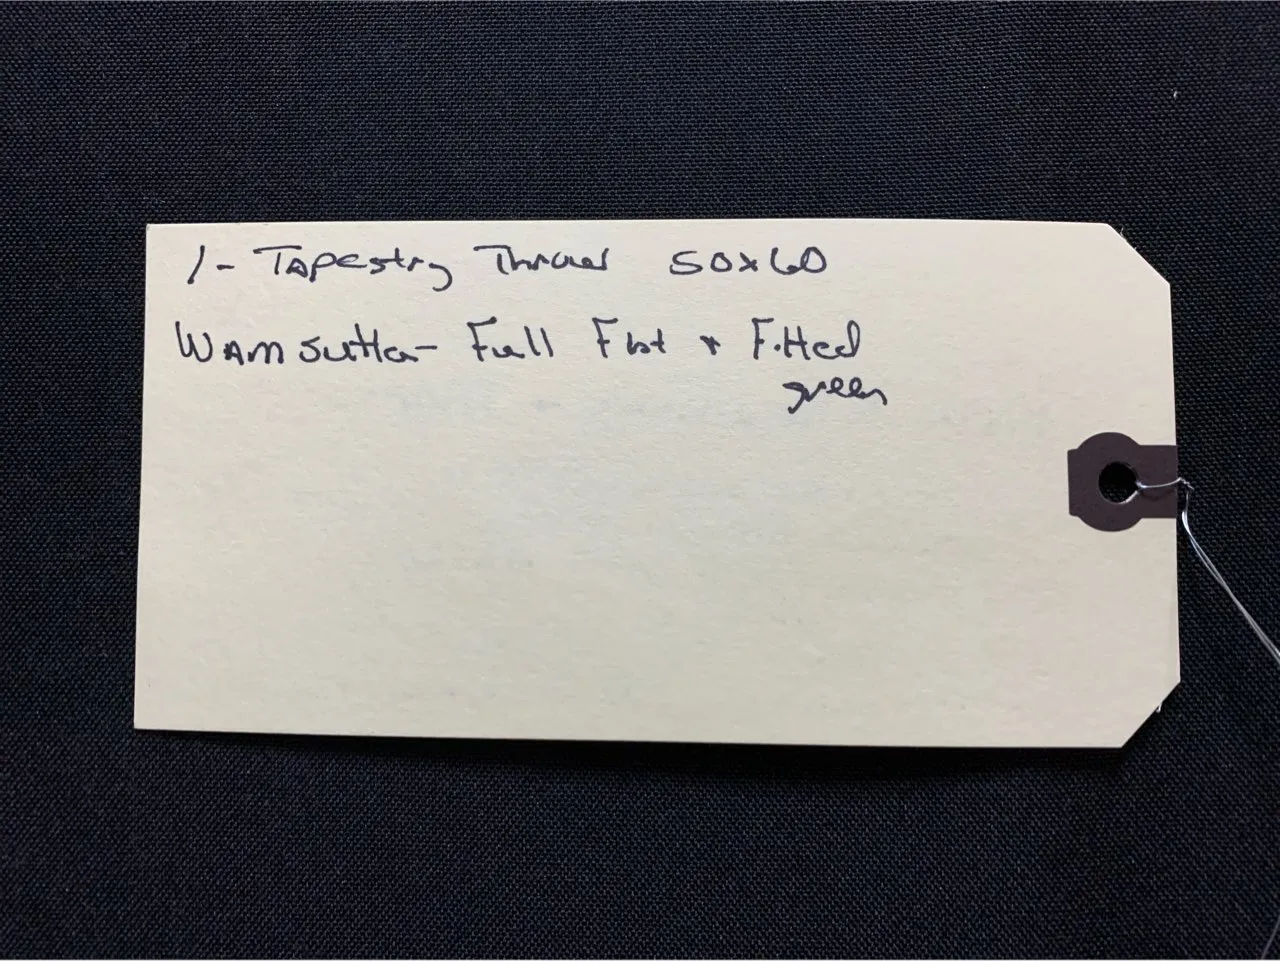 1- Tapestry Throw 50x60
Wamsutta- Full Flat + Fitted
green